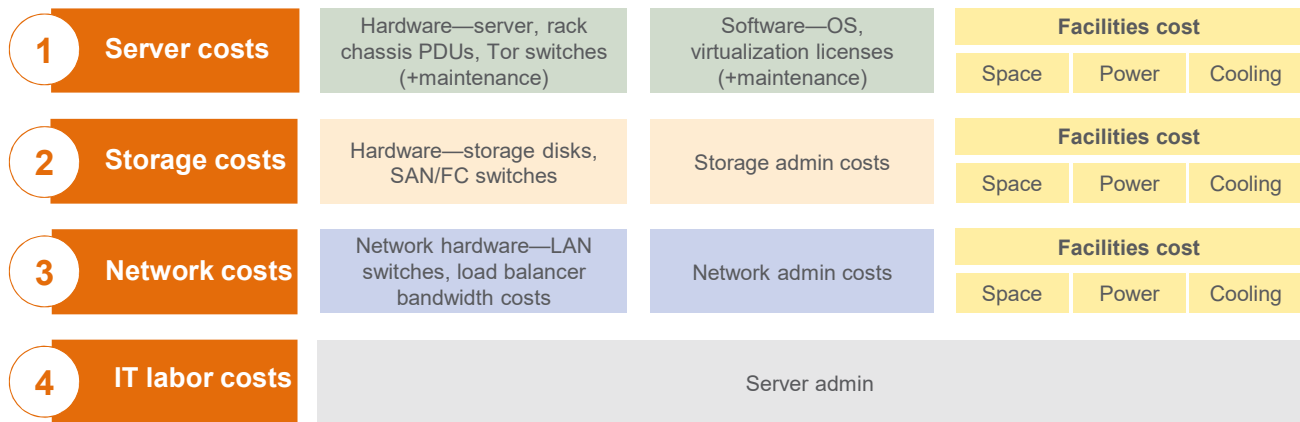 1
Server costs
Hardware—server, rack
chassis PDUs, Tor switches
(+maintenance)
Software—OS,
virtualization licenses
(+maintenance)
Facilities cost
Space Power Cooling
2
Storage costs
Hardware—storage disks,
SAN/FC switches
Storage admin costs
Facilities cost
Space Power Cooling
3
Network costs
Network hardware—LAN
switches, load balancer
bandwidth costs
Network admin costs
Facilities cost
Space Power Cooling
4
IT labor costs
Server admin